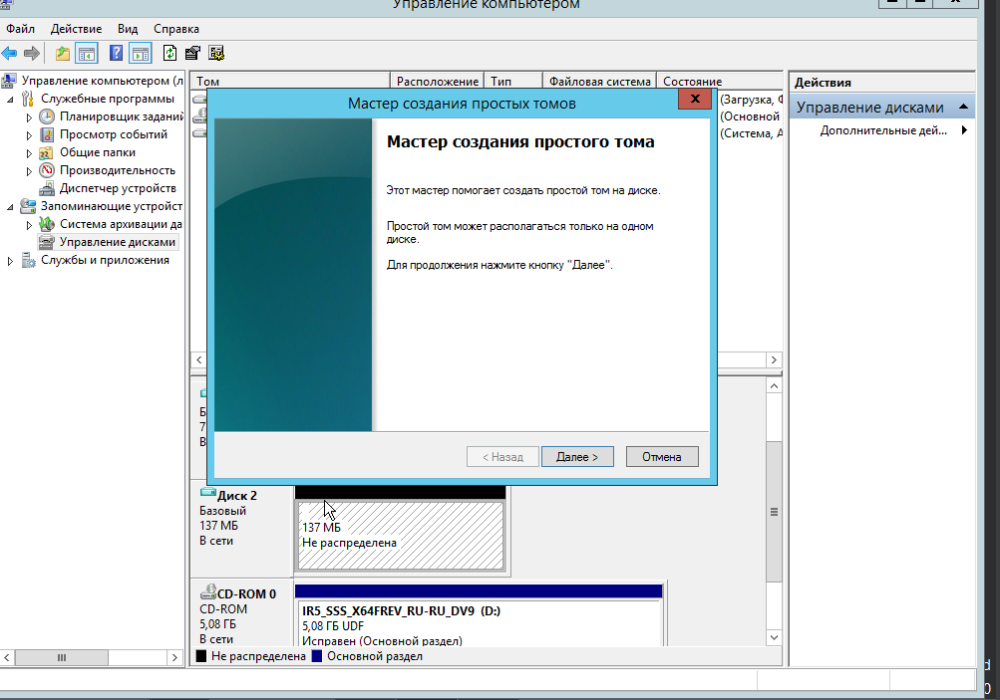 Управление компьютером
Файл Действие Вид Справка
Управление компьютером (л
Служебные программы
Планировщик заданий
Просмотр событий
Общие папки
Производительность
Диспетчер устройств
Запоминающие устройст
Система архивации да
Управление дисками
Службы и приложения
Том Расположение Тип Файловая система Состояние
(Загрузка, Ф
(Основной
(Система, А
Действия
Управление дисками
Дополнительные дей...
Мастер создания простых томов
Мастер создания простого тома
Этот мастер помогает создать простой том на диске.
Простой том может располагаться только на одном
диске.
Для продолжения нажмите кнопку "Далее".
< Назад Далее > Отмена
Б
7
В
Диск 2
Базовый
137 МБ
В сети
137 МБ
Не распределена
CD-ROM 0
CD-ROM
5,08 ГБ
В сети
IR5_SSS_X64FREV_RU-RU_DV9 (D:)
5,08 ГБ UDF
Исправен (Основной раздел)
Не распределена Основной раздел
d
0